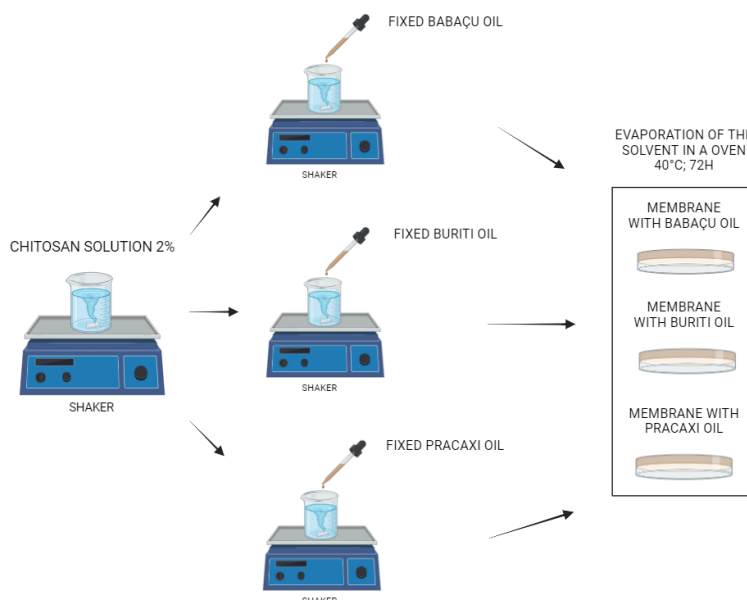 FIXED BABAÇU OIL
SHAKER
EVAPORATION OF THE
SOLVENT IN A OVEN
40°C; 72H
MEMBRANE
WITH BABAÇU OIL
FIXED BURITI OIL
CHITOSAN SOLUTION 2%
MEMBRANE
WITH BURITI OIL
SHAKER
SHAKER
MEMBRANE WITH
PRACAXI OIL
FIXED PRACAXI OIL
SHAKER